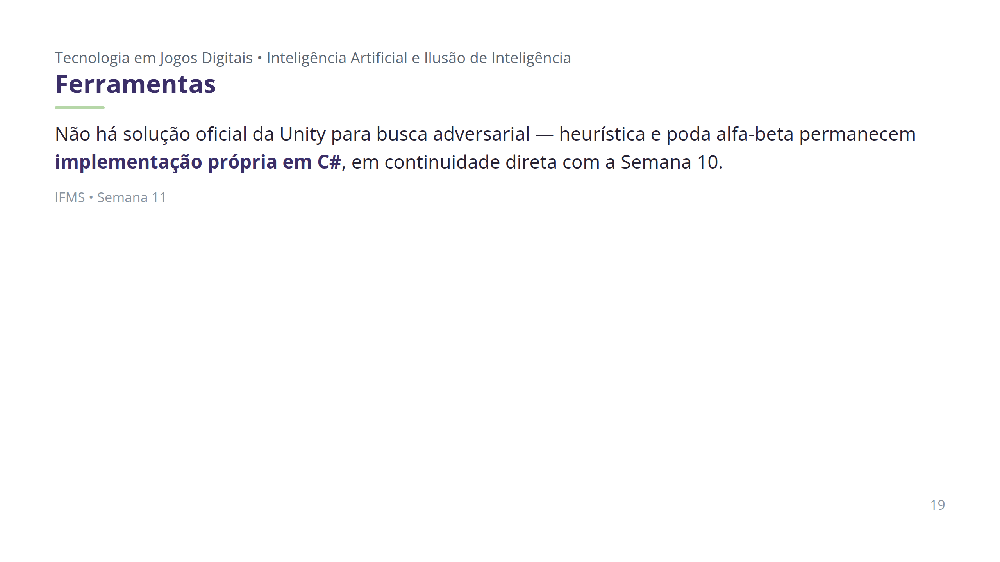 Tecnologia em Jogos Digitais • Inteligência Artificial e Ilusão de Inteligência
Ferramentas
Não há solução oficial da Unity para busca adversarial — heurística e poda alfa-beta permanecem
implementação própria em C#, em continuidade direta com a Semana 10.
IFMS • Semana 11
19